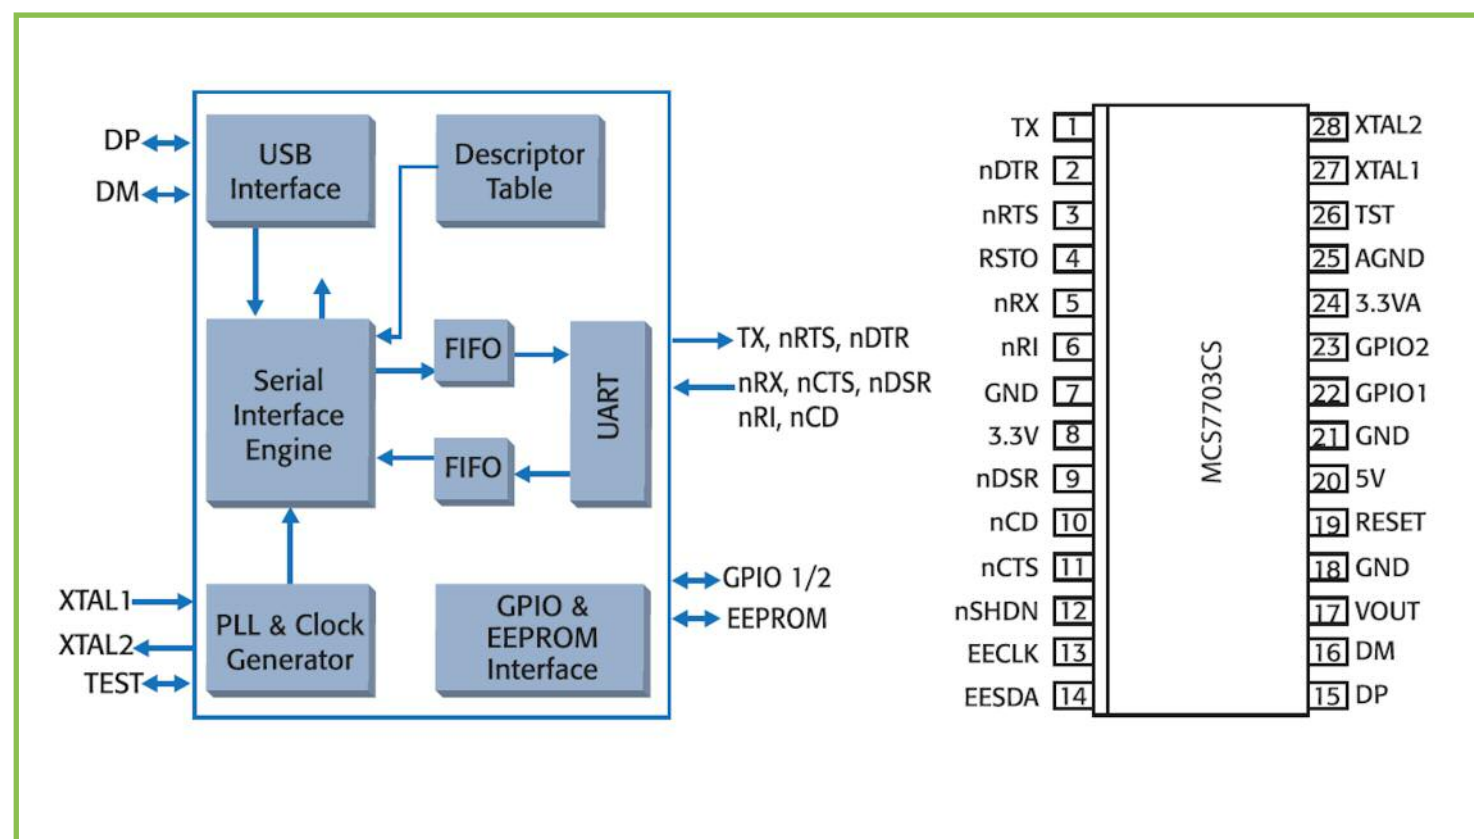 DP
DM
USB
Interface
Descriptor
Table
Serial
Interface
Engine
FIFO
FIFO
UART
TX, nRTS, nDTR
nRX, nCTS, nDSR
nRI, nCD
XTAL1
XTAL2
TEST
PLL & Clock
Generator
GPIO &
EEPROM
Interface
GPIO 1/2
EEPROM
TX 1
nDTR 2
nRTS 3
RSTO 4
nRX 5
nRI 6
GND 7
3.3V 8
nDSR 9
nCD 10
nCTS 11
nSHDN 12
EECLK 13
EESDA 14
MCS7703CS
28 XTAL2
27 XTAL1
26 TST
25 AGND
24 3.3VA
23 GPIO2
22 GPIO1
21 GND
20 5V
19 RESET
18 GND
17 VOUT
16 DM
15 DP